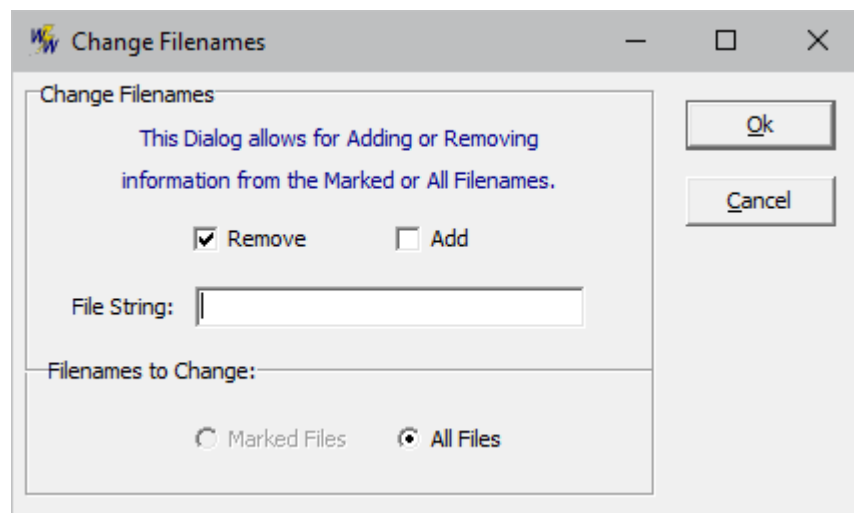 Change Filenames
Change Filenames
This Dialog allows for Adding or Removing
information from the Marked or All Filenames.
Remove Add
File String:
Filenames to Change:
Marked Files All Files
Ok
Cancel